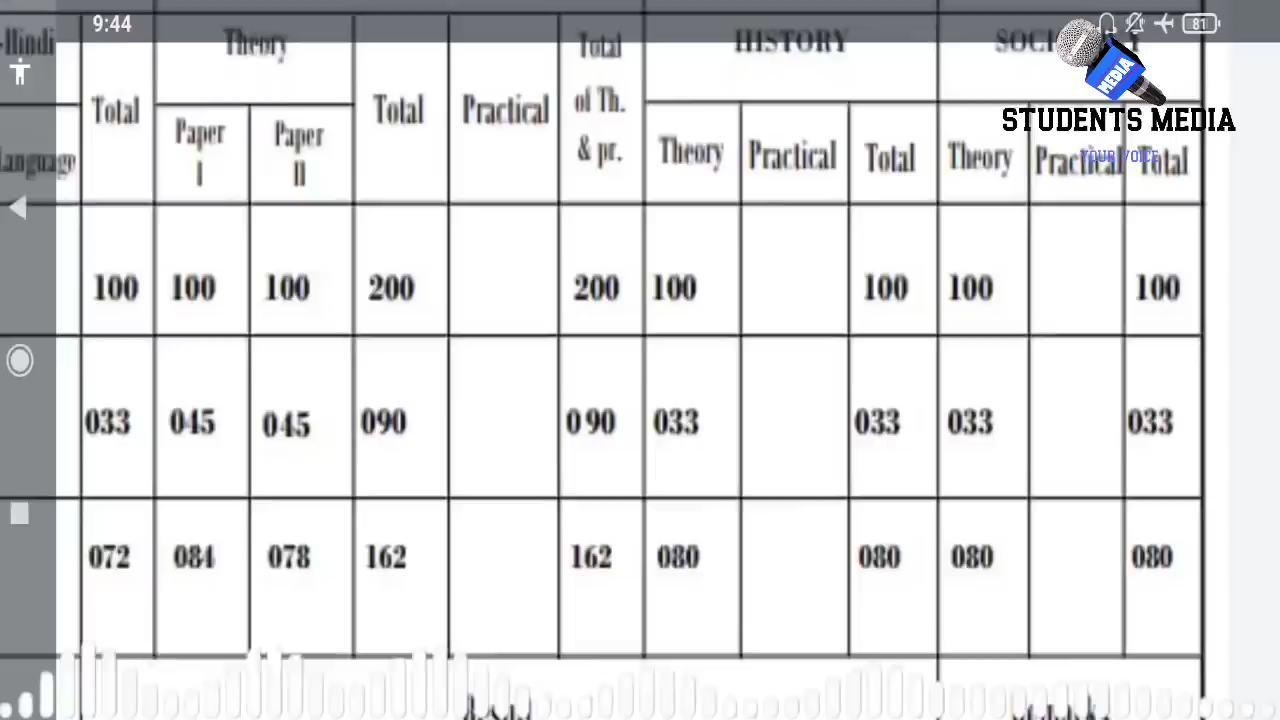 9:44
81
-Hindi Theory Total HISTORY
Total Total Practical of Th.
MEDIA
STUDENTS MEDIA
YOUR VOICE
language Paper I Paper II & pr. Theory Practical Total Theory Practical Total
100 100 100 200 200 100 100 100 100
033 045 045 090 090 033 033 033 033
072 084 078 162 162 080 080 080 080